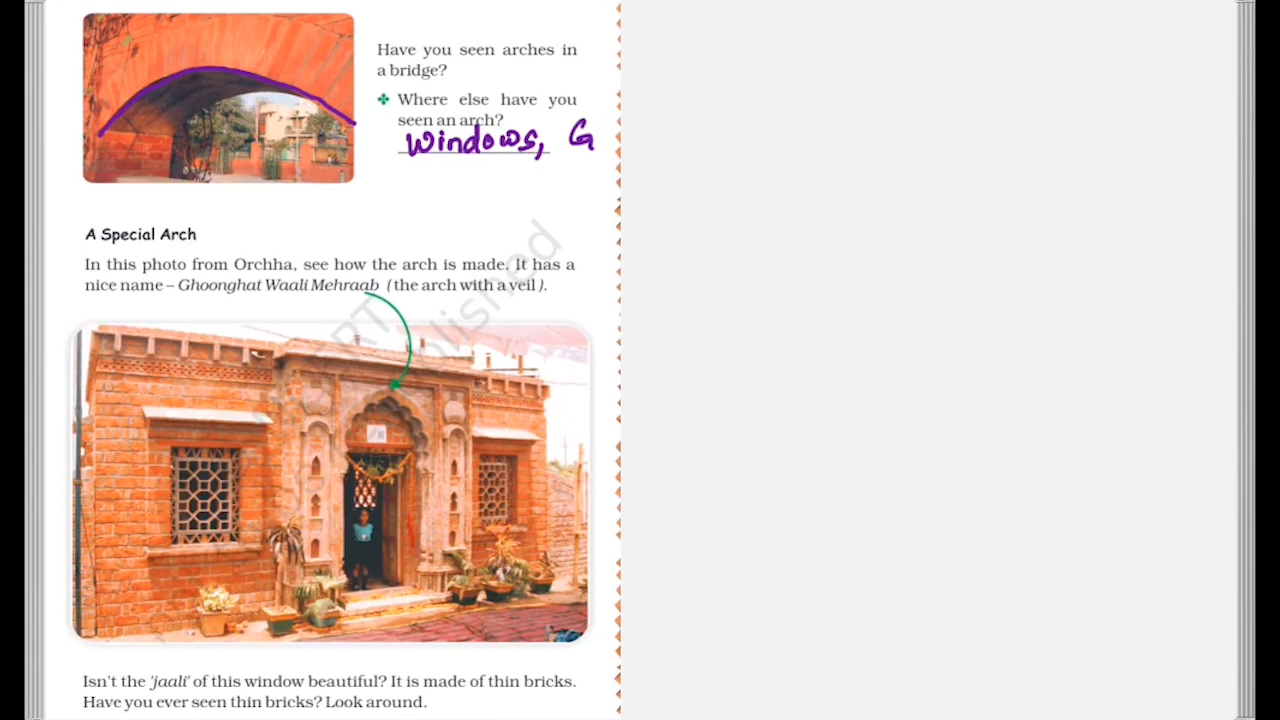 Have you seen arches in
a bridge?
✤ Where else have you
seen an arch?
Windows, G
A Special Arch
In this photo from Orchha, see how the arch is made. It has a
nice name – Ghoonghat Waali Mehraab (the arch with a veil).
Isn't the 'jaali' of this window beautiful? It is made of thin bricks.
Have you ever seen thin bricks? Look around.